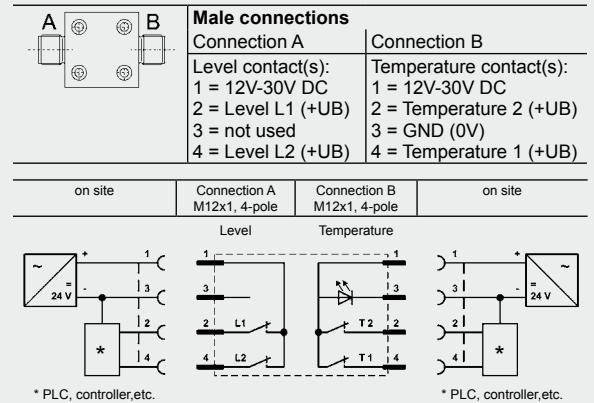 A B
Male connections
Connection A Connection B
Level contact(s): Temperature contact(s):
1 = 12V-30V DC 1 = 12V-30V DC
2 = Level L1 (+UB) 2 = Temperature 2 (+UB)
3 = not used 3 = GND (0V)
4 = Level L2 (+UB) 4 = Temperature 1 (+UB)
on site Connection A Connection B on site
M12x1, 4-pole M12x1, 4-pole
Level Temperature
~ + 1 1 1 1 + ~
= 24 V - 3 3 3 3 - = 24 V
2 2 L1 T 2 2 2
* 4 4 L2 T 1 4 4 *
* PLC, controller,etc. * PLC, controller,etc.